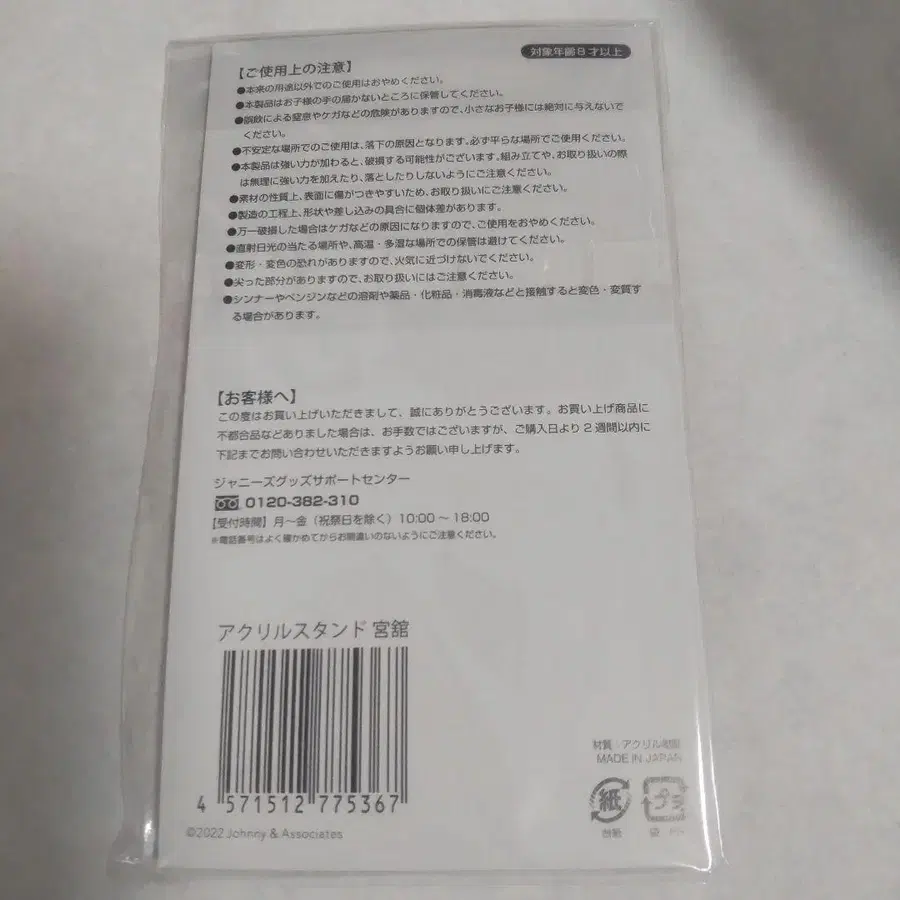 対象年齢8才以上
【ご使用上の注意】
●本来の用途以外でのご使用はおやめください。
●本製品はお子様の手の届かないところに保管してください。
●誤飲による窒息やケガなどの危険がありますので、小さなお子様には絶対に与えないで
ください。
●不安定な場所でのご使用は、落下の原因となります。必ず平らな場所でご使用ください。
●本製品は強い力が加わると、破損する可能性がございます。組み立てや、お取り扱いの際
は無理に強い力を加えたり、落としたりしないようにご注意ください。
●素材の性質上、表面に傷がつきやすいため、お取り扱いにご注意ください。
●製造の工程上、形状や差し込みの具合に個体差があります。
●万一破損した場合はケガなどの原因になりますので、ご使用をおやめください。
●直射日光の当たる場所や、高温・多湿な場所での保管は避けてください。
●変形・変色の恐れがありますので、火気に近づけないでください。
●尖った部分がありますので、お取り扱いにはご注意ください。
●シンナーやベンジンなどの溶剤や薬品・化粧品・消毒液などと接触すると変色・変質す
る場合があります。
【お客様へ】
この度はお買い上げいただきまして、誠にありがとうございます。お買い上げ商品に
不都合品などありました場合は、お手数ではございますが、ご購入日より2週間以内に
下記までお問い合わせいただきますようお願い申し上げます。
ジャニーズグッズサポートセンター
0120-382-310
【受付時間】月〜金(祝祭日を除く)10:00〜18:00
※電話番号はよく確かめてからお間違いのないようにご注意ください。
アクリルスタンド 宮舘
4 571512 775367
©2022 Johnny & Associates
材質:アクリル樹脂
MADE IN JAPAN
紙 プラ
台紙 袋